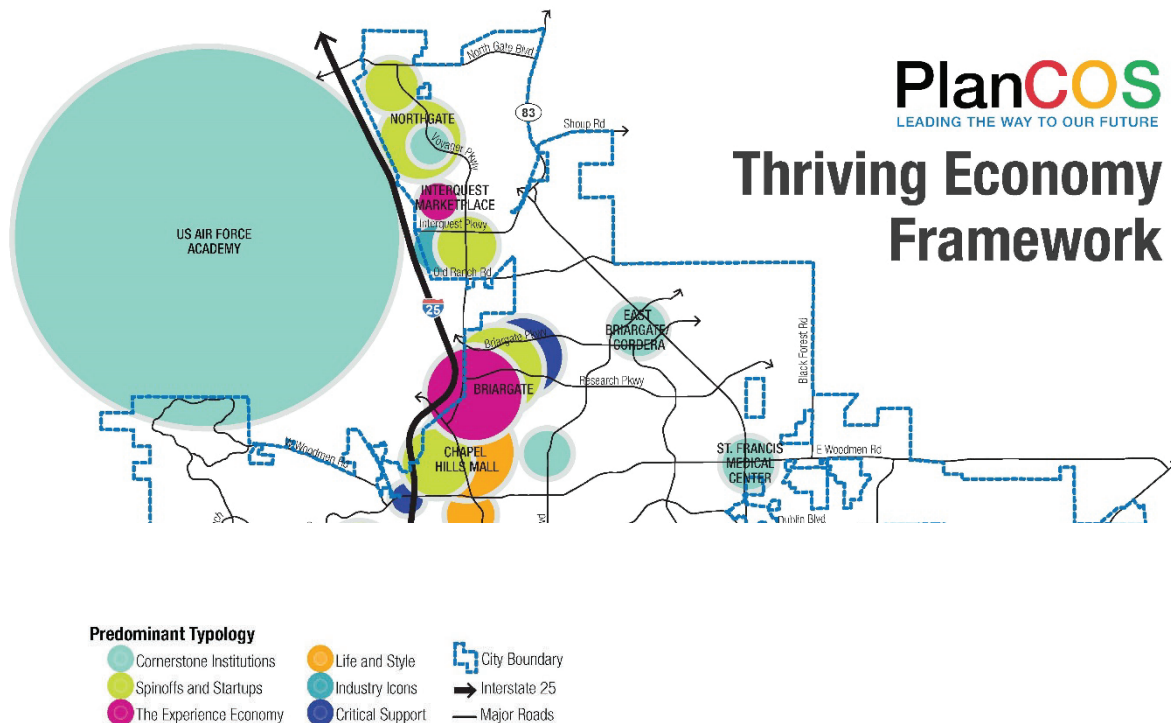 PlanCOS
LEADING THE WAY TO OUR FUTURE
Thriving Economy
Framework
North Gate Blvd
83
Shoup Rd
NORTHGATE
Voyager Pkwy
INTERQUEST
MARKETPLACE
Interquest Pkwy
US AIR FORCE
ACADEMY
Old Ranch Rd
25
EAST
BRIARGATE/
CORDERA
Briargate Pkwy
Black Forest Rd
Research Pkwy
BRIARGATE
W Woodmen Rd
CHAPEL
HILLS MALL
ST. FRANCIS
MEDICAL
CENTER
E Woodmen Rd
Dublin Blvd
Predominant Typology
Cornerstone Institutions
Spinoffs and Startups
The Experience Economy
Life and Style
Industry Icons
Critical Support
City Boundary
Interstate 25
Major Roads